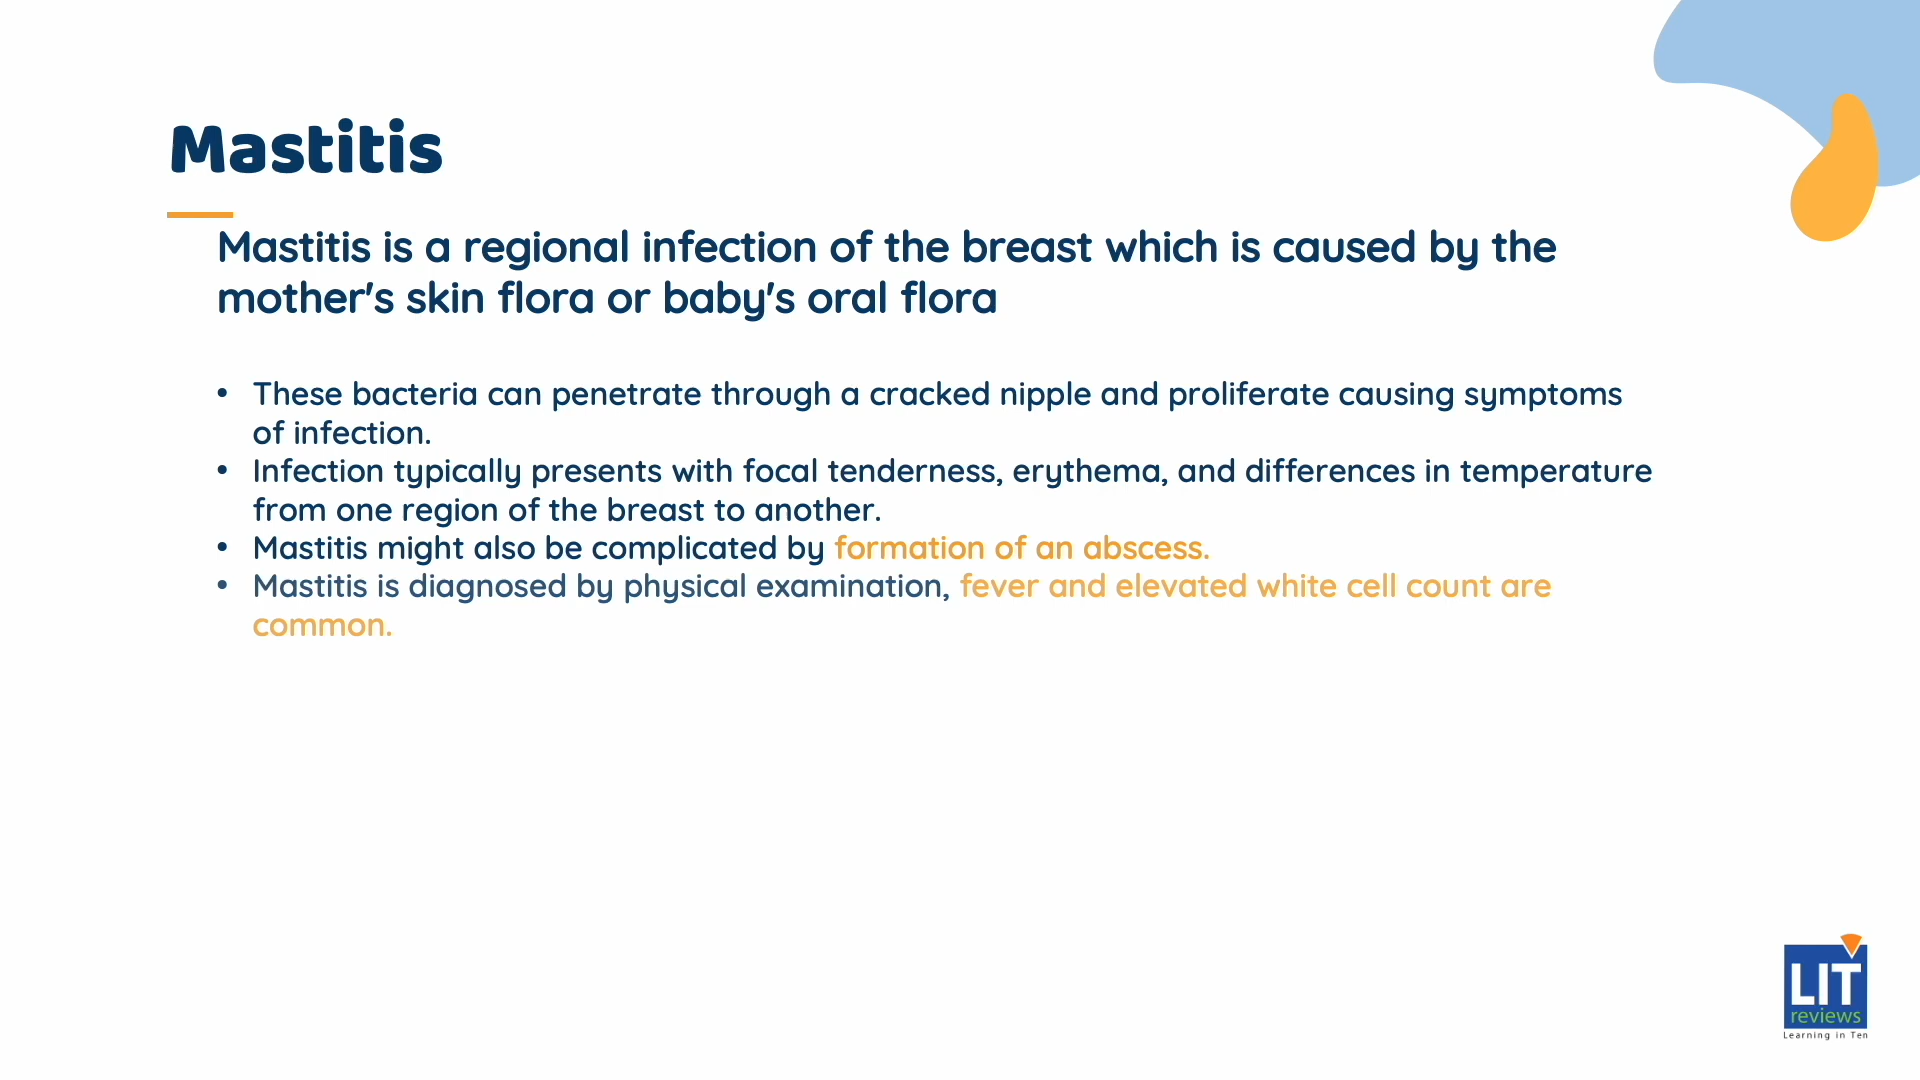 Mastitis
Mastitis is a regional infection of the breast which is caused by the
mother's skin flora or baby's oral flora
• These bacteria can penetrate through a cracked nipple and proliferate causing symptoms
of infection.
• Infection typically presents with focal tenderness, erythema, and differences in temperature
from one region of the breast to another.
• Mastitis might also be complicated by formation of an abscess.
• Mastitis is diagnosed by physical examination, fever and elevated white cell count are
common.
LIT
reviews
Learning in Ten